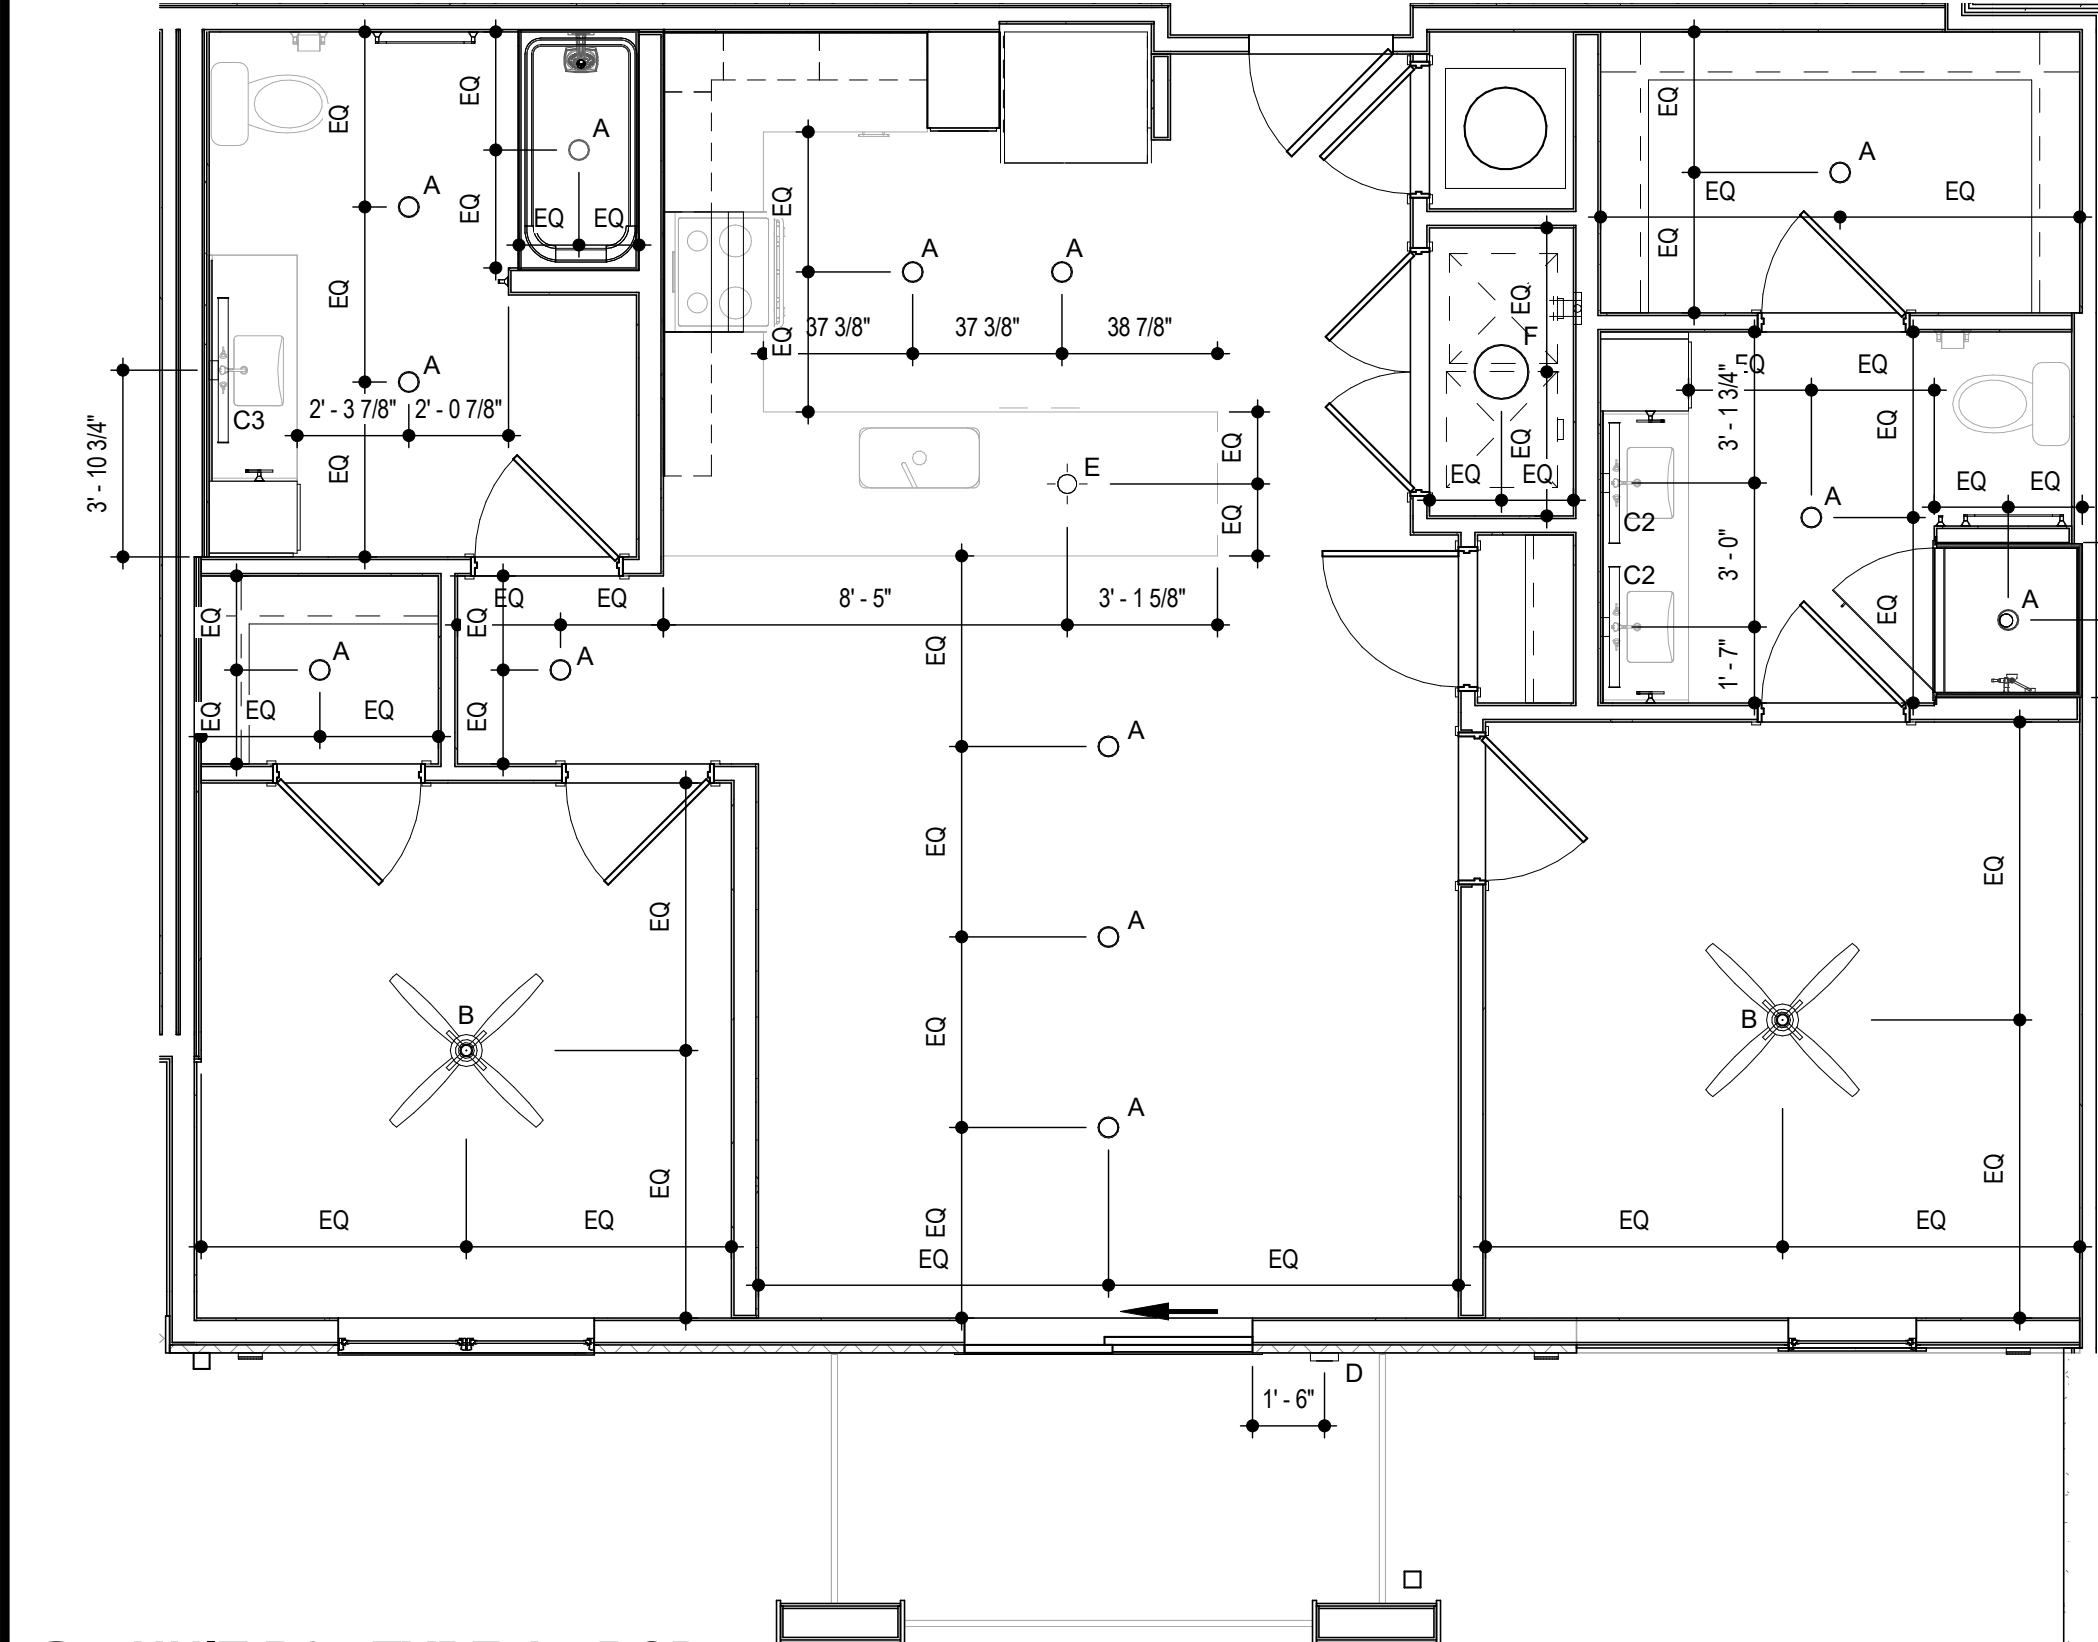 EQ
EQ
EQ
A
A
EQ
EQ EQ
EQ
A
A
C3
2' - 3 7/8" 2' - 0 7/8"
EQ
3' - 10 3/4"
EQ
A A
37 3/8" 37 3/8" 38 7/8"
EQ
E
EQ
EQ
8' - 5" 3' - 1 5/8"
EQ
F
EQ
EQ EQ
EQ
A
EQ EQ
EQ
EQ EQ
3' - 1 3/4"
EQ
EQ EQ
C2
A
3' - 0"
C2
EQ
A
1' - 7"
EQ EQ
EQ
EQ
A
A
EQ EQ
EQ
EQ
EQ
A
EQ
A
EQ
A
EQ
EQ EQ
EQ
B
EQ
EQ EQ
EQ
B
EQ
EQ EQ
D
1' - 6"